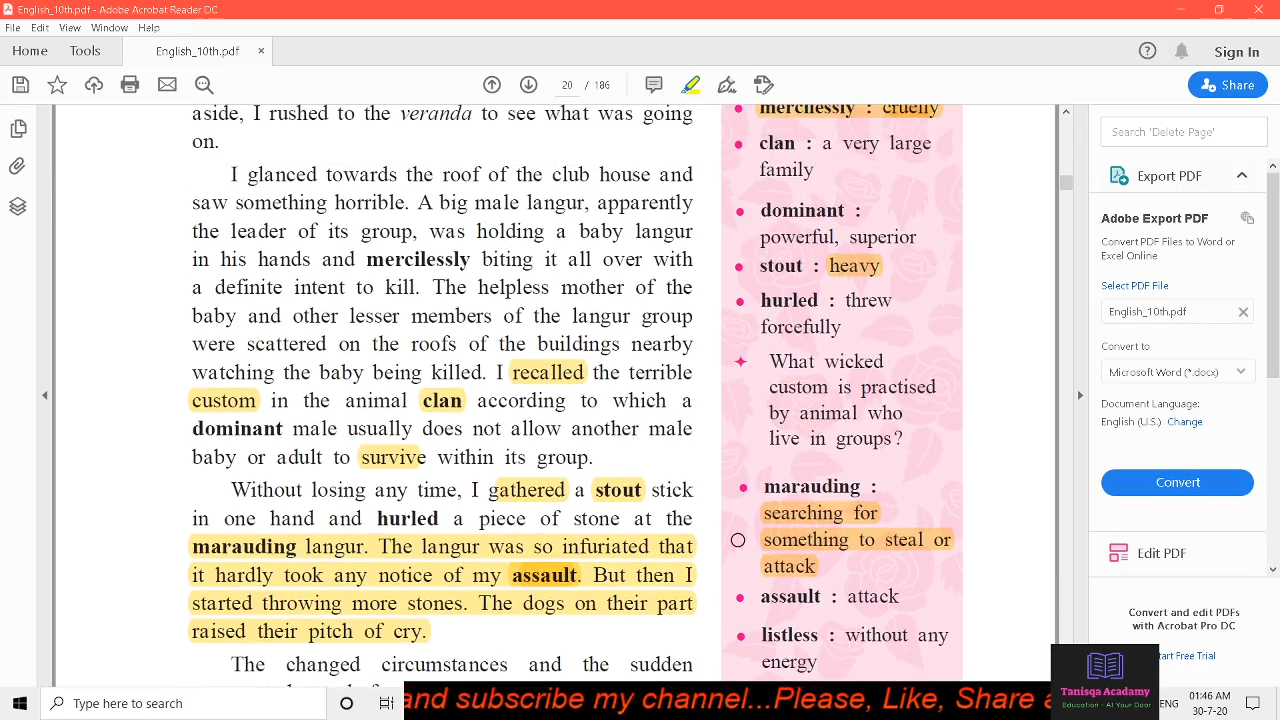 English_10th.pdf - Adobe Acrobat Reader DC
File Edit View Window Help
Home Tools English_10th.pdf × Sign In
20 / 186 Share
aside, I rushed to the veranda to see what was going
on.
I glanced towards the roof of the club house and
saw something horrible. A big male langur, apparently
the leader of its group, was holding a baby langur
in his hands and mercilessly biting it all over with
a definite intent to kill. The helpless mother of the
baby and other lesser members of the langur group
were scattered on the roofs of the buildings nearby
watching the baby being killed. I recalled the terrible
custom in the animal clan according to which a
dominant male usually does not allow another male
baby or adult to survive within its group.
Without losing any time, I gathered a stout stick
in one hand and hurled a piece of stone at the
marauding langur. The langur was so infuriated that
it hardly took any notice of my assault. But then I
started throwing more stones. The dogs on their part
raised their pitch of cry.
The changed circumstances and the sudden
mercilessly : cruelly
clan : a very large
family
dominant :
powerful, superior
stout : heavy
hurled : threw
forcefully
What wicked
custom is practised
by animal who
live in groups?
marauding :
searching for
something to steal or
attack
assault : attack
listless : without any
energy
Search 'Delete Page'
Export PDF
Adobe Export PDF
Convert PDF Files to Word or
Excel Online
Select PDF File
English_10th.pdf
Convert to
Microsoft Word (*.docx)
Document Language:
English (U.S.) Change
Convert
Edit PDF
Convert and edit PDFs
with Acrobat Pro DC
Start Free Trial
Tanisqa Academy
Education - At Your Door
and subscribe my channel...Please, Like, Share a
Type here to search
ENG
01:46 AM
30-7-20